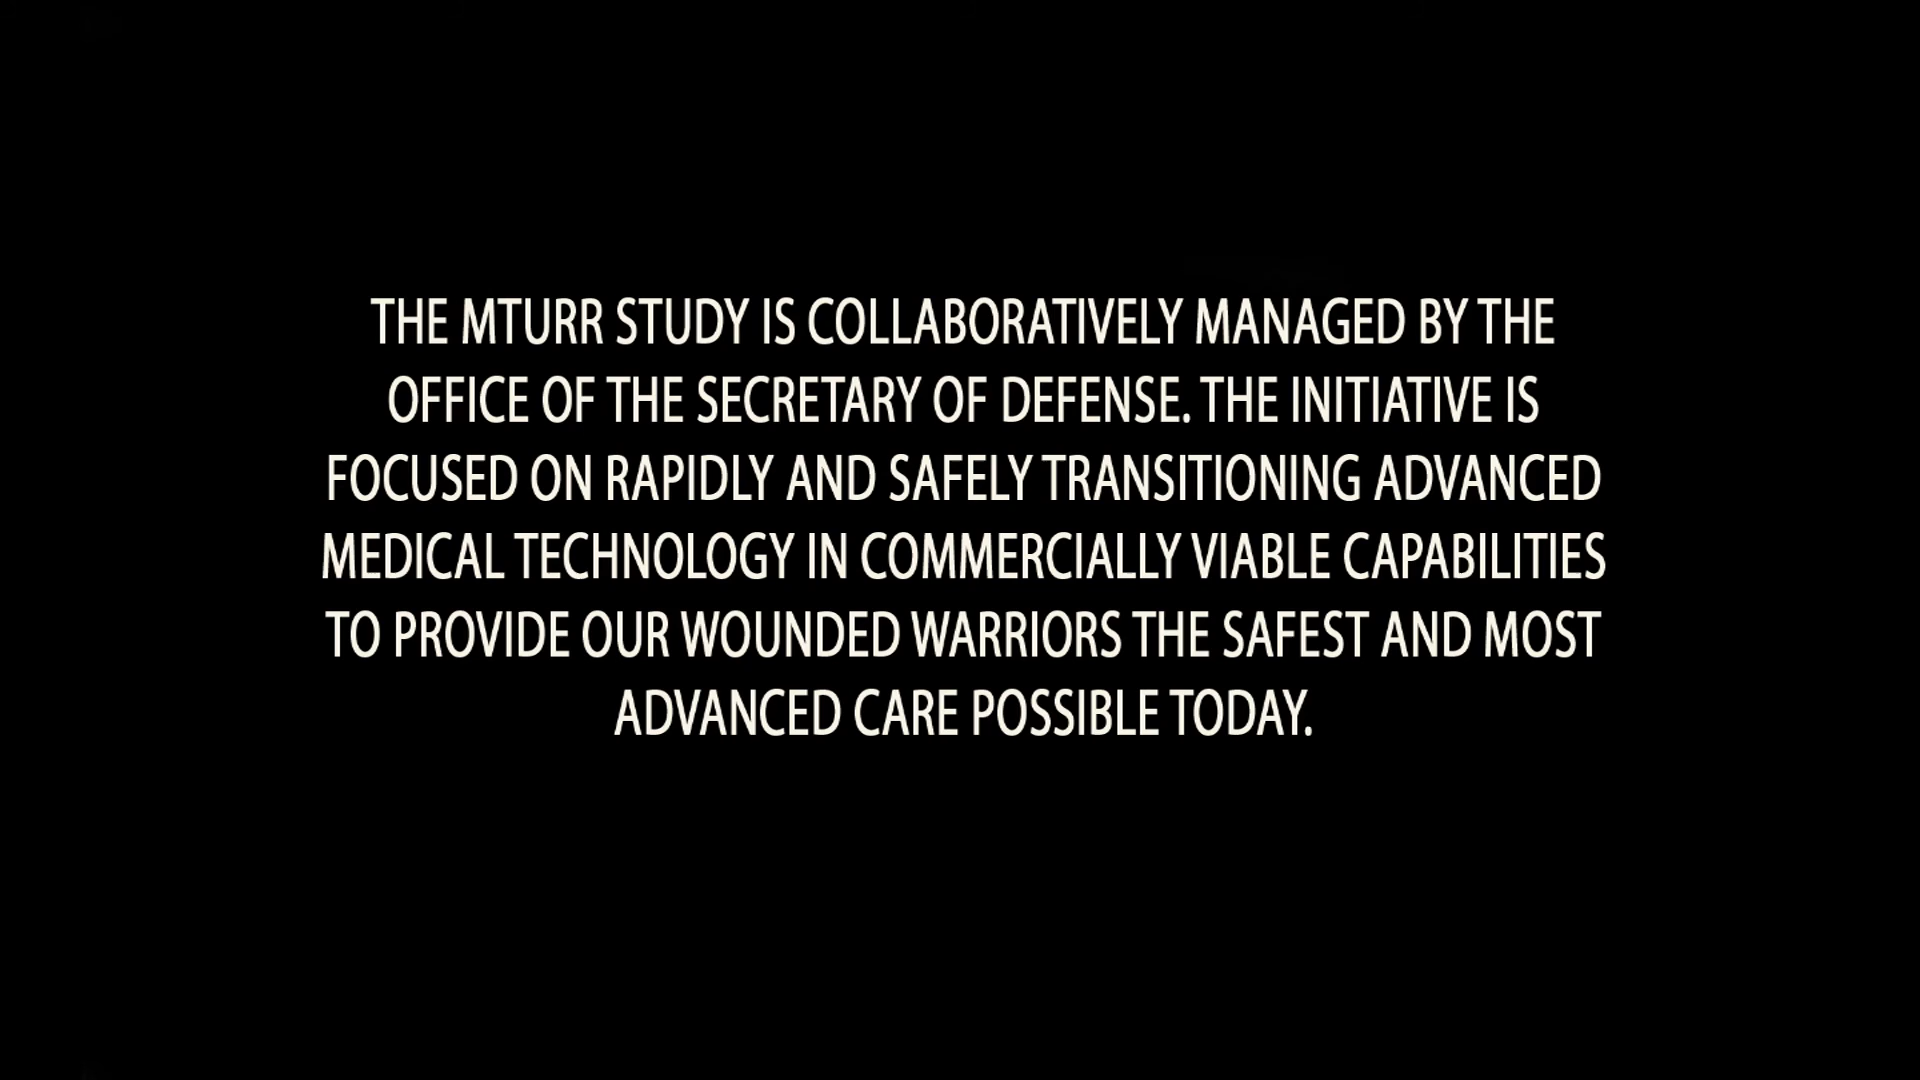 THE MTURR STUDY IS COLLABORATIVELY MANAGED BY THE
OFFICE OF THE SECRETARY OF DEFENSE. THE INITIATIVE IS
FOCUSED ON RAPIDLY AND SAFELY TRANSITIONING ADVANCED
MEDICAL TECHNOLOGY IN COMMERCIALLY VIABLE CAPABILITIES
TO PROVIDE OUR WOUNDED WARRIORS THE SAFEST AND MOST
ADVANCED CARE POSSIBLE TODAY.